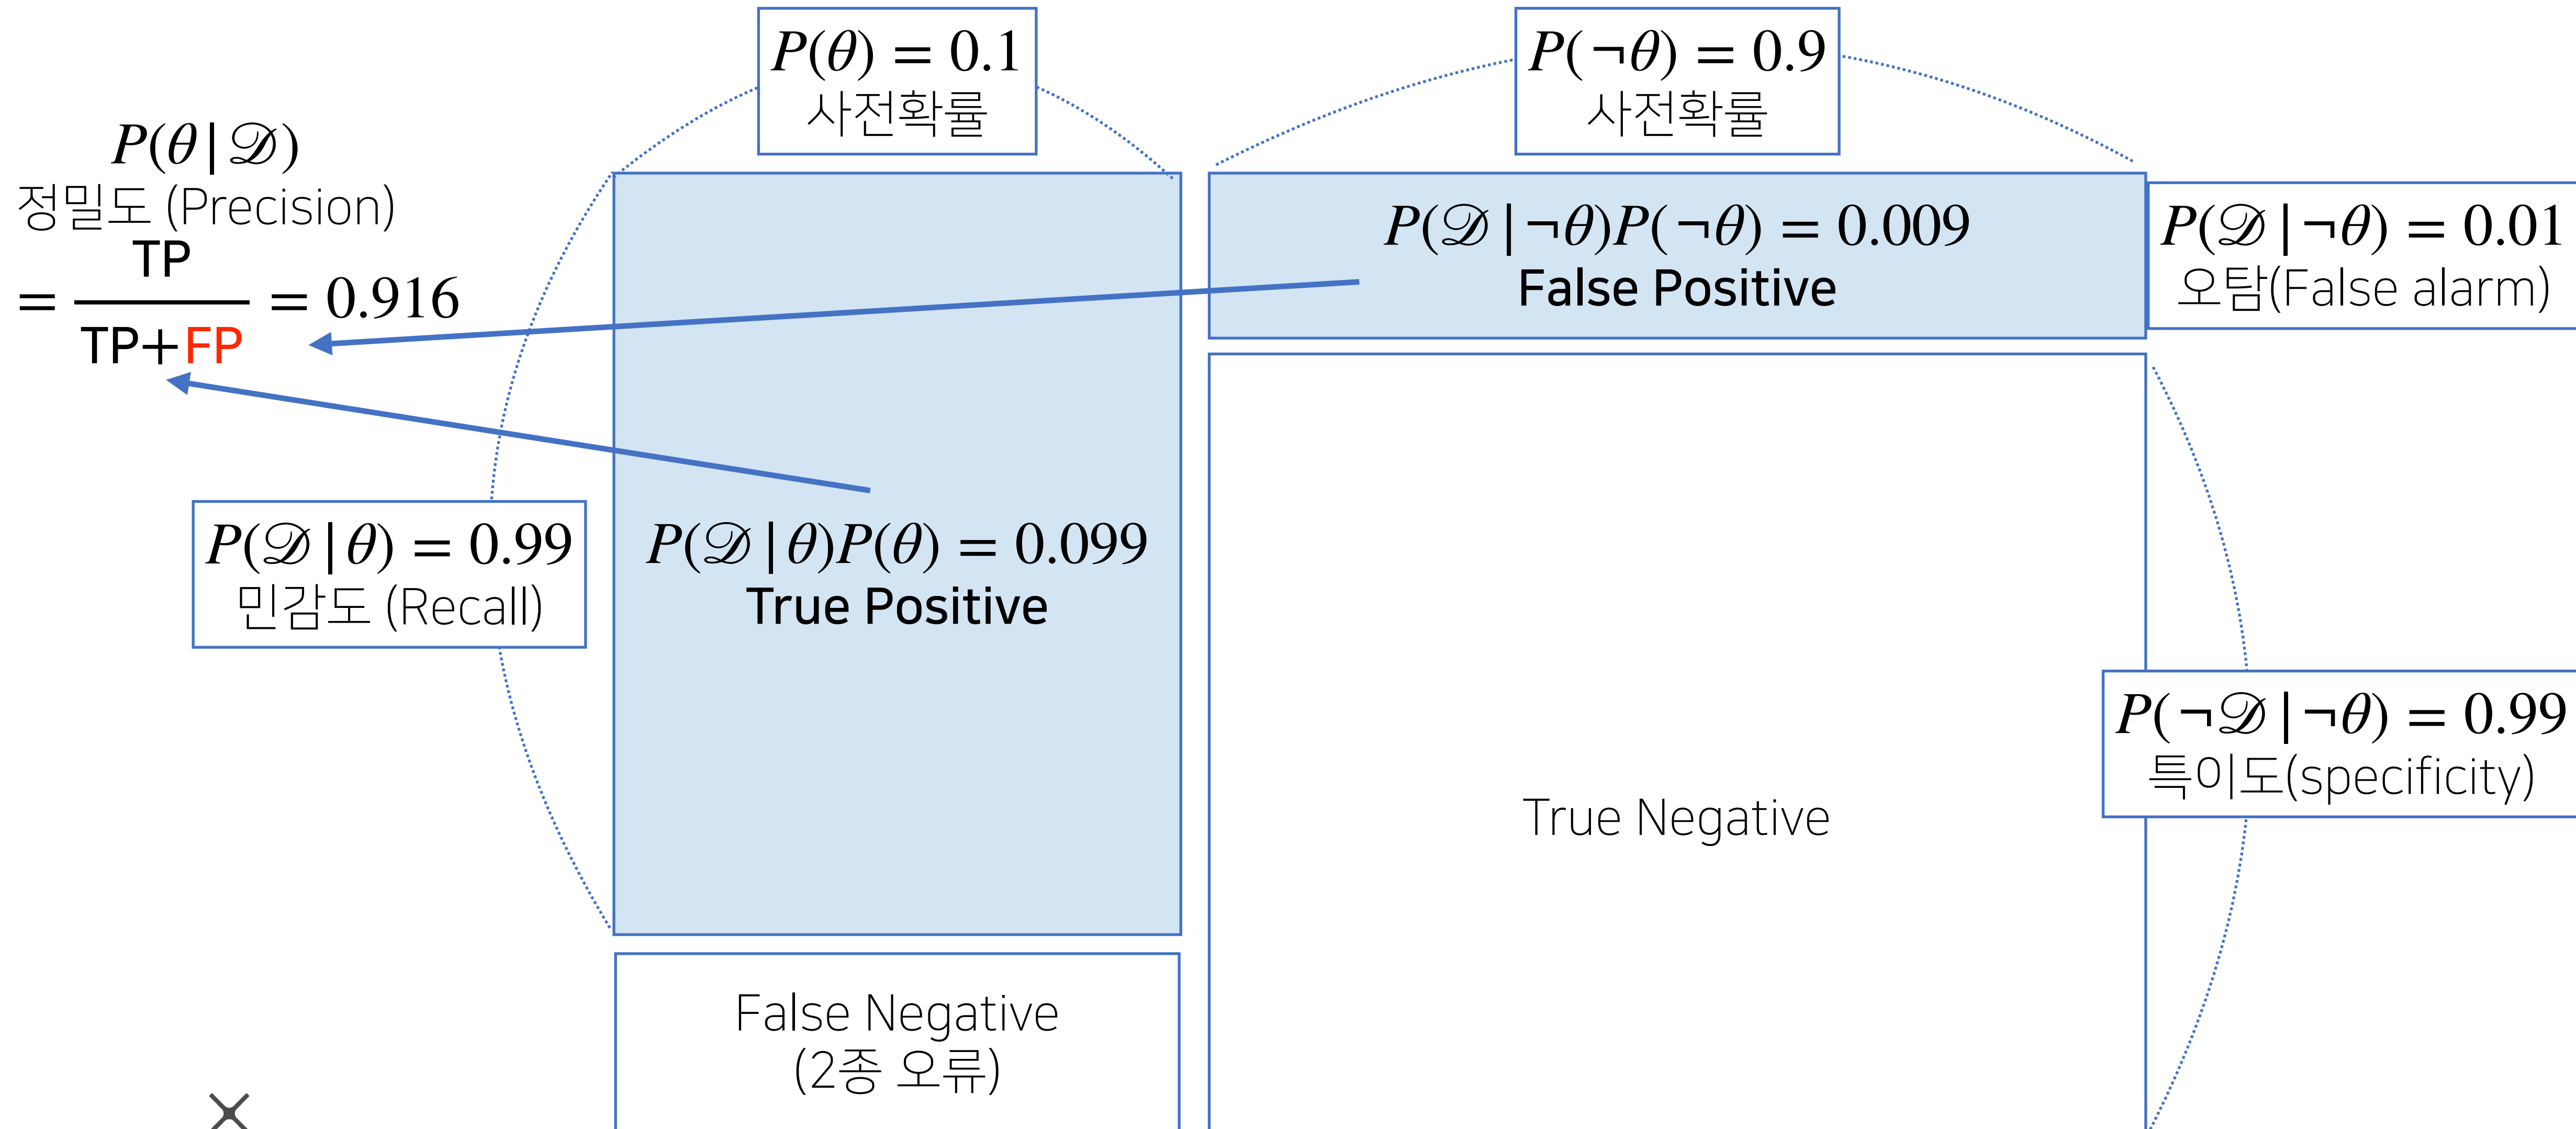 P(θ) = 0.1
사전확률
P(¬θ) = 0.9
사전확률
P(θ|𝒟)
정밀도 (Precision)
= TP / TP+FP = 0.916
P(𝒟|¬θ)P(¬θ) = 0.009
False Positive
P(𝒟|¬θ) = 0.01
오탐(False alarm)
P(𝒟|θ) = 0.99
민감도 (Recall)
P(𝒟|θ)P(θ) = 0.099
True Positive
P(¬𝒟|¬θ) = 0.99
특이도(specificity)
True Negative
False Negative
(2종 오류)